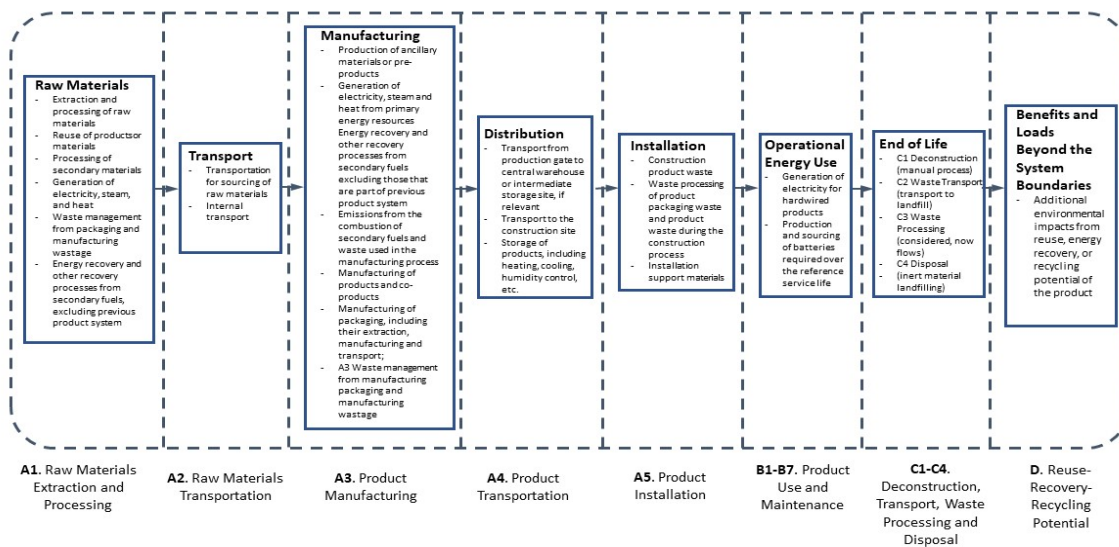 Raw Materials
- Extraction and
processing of raw
materials
- Reuse of productsor
materials
- Processing of
secondary materials
- Generation of
electricity, steam,
and heat
- Waste management
from packaging and
manufacturing
wastage
- Energy recovery and
other recovery
processes from
secondary fuels,
excluding previous
product system
Transport
- Transportation
for sourcing of
raw materials
- Internal
transport
Manufacturing
- Production of ancillary
materials or pre-
products
- Generation of
electricity, steam and
heat from primary
energy resources
Energy recovery and
other recovery
processes from
secondary fuels
excluding those that
are part of previous
product system
- Emissions from the
combustion of
secondary fuels and
waste used in the
manufacturing process
- Manufacturing of
products and co-
products
- Manufacturing of
packaging, including
their extraction,
manufacturing and
transport;
- A3 Waste management
from manufacturing
packaging and
manufacturing
wastage
Distribution
- Transport from
production gate to
central warehouse
or intermediate
storage site, if
relevant
- Transport to the
construction site
- Storage of
products, including
heating, cooling,
humidity control,
etc.
Installation
- Construction
product waste
- Waste processing
of product
packaging waste
and product
waste during the
construction
process
- Installation
support materials
Operational
Energy Use
- Generation of
electricity for
hardwired
products
- Production
and sourcing
of batteries
required over
the reference
service life
End of Life
- C1 Deconstruction
(manual process)
- C2 Waste Transport
(transport to
landfill)
- C3 Waste
Processing
(considered, now
flows)
- C4 Disposal
- (inert material
landfilling)
Benefits and
Loads
Beyond the
System
Boundaries
- Additional
environmental
impacts from
reuse, energy
recovery, or
recycling
potential of
the product
A1. Raw Materials
Extraction and
Processing
A2. Raw Materials
Transportation
A3. Product
Manufacturing
A4. Product
Transportation
A5. Product
Installation
B1-B7. Product
Use and
Maintenance
C1-C4.
Deconstruction,
Transport, Waste
Processing and
Disposal
D. Reuse-
Recovery-
Recycling
Potential